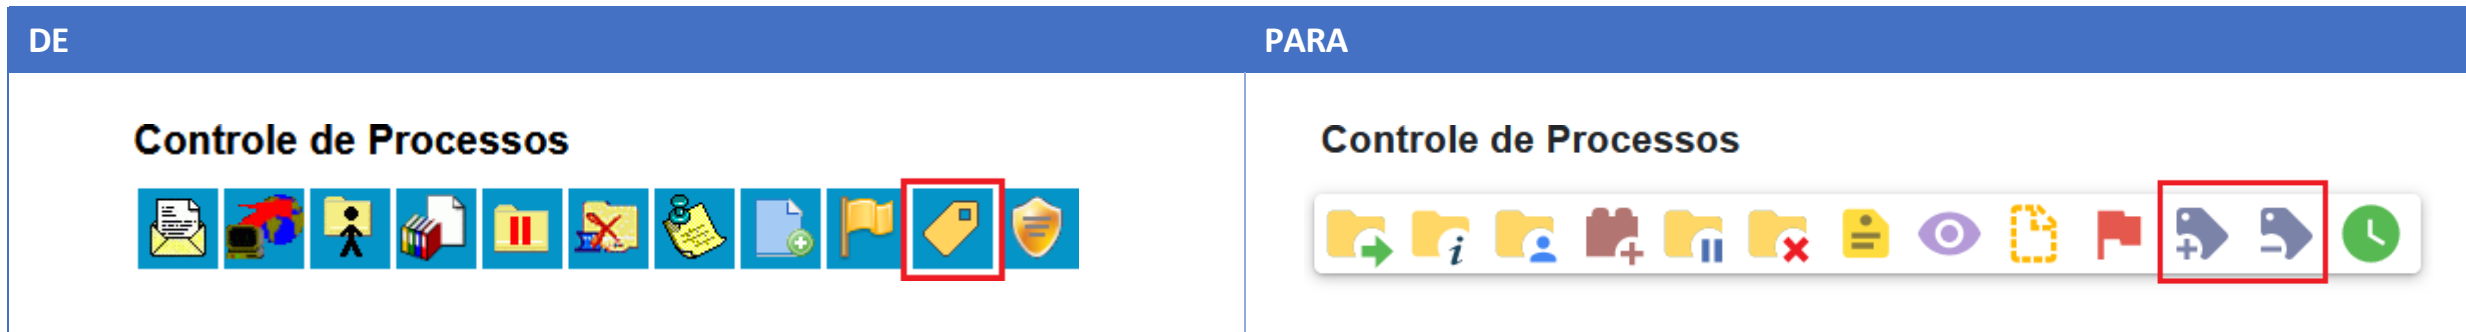 DE
PARA
Controle de Processos
Controle de Processos